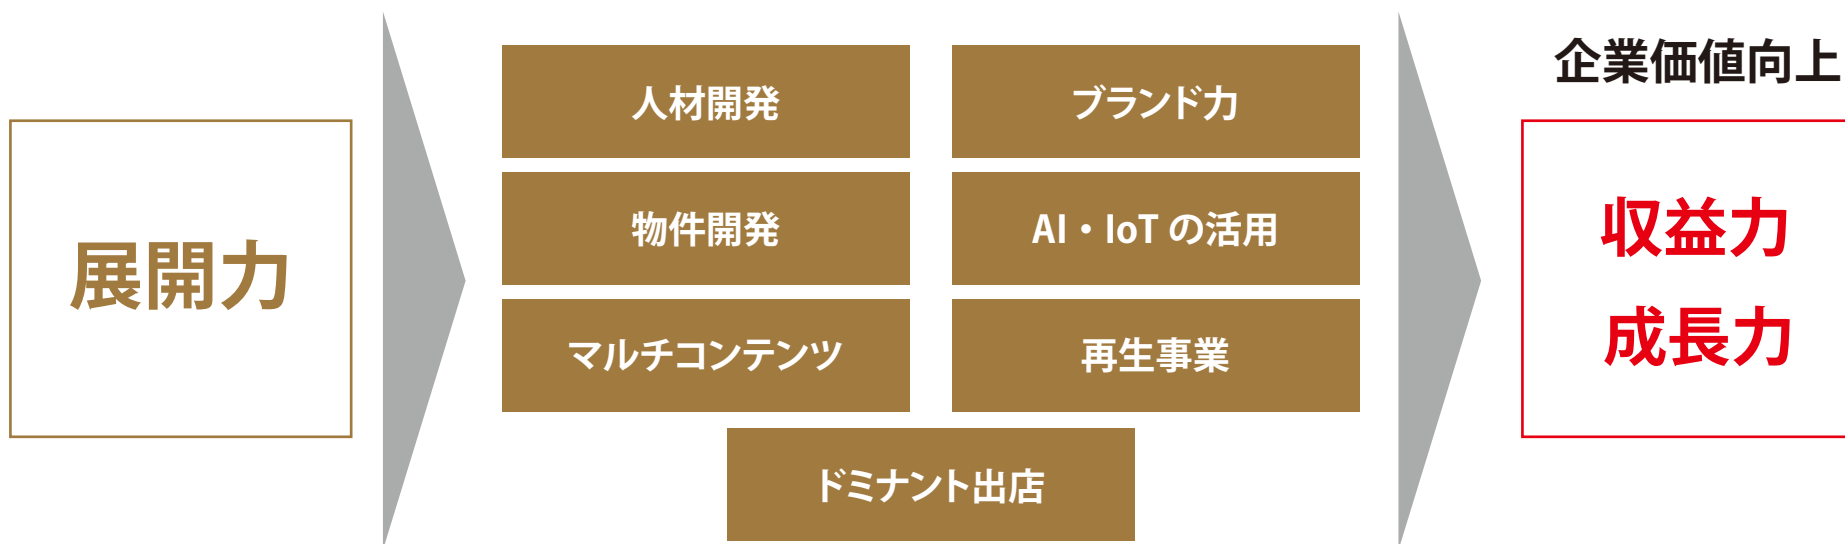 展開力
人材開発
ブランド力
物件開発
AI・IoT の活用
マルチコンテンツ
再生事業
ドミナント出店
企業価値向上
収益力
成長力